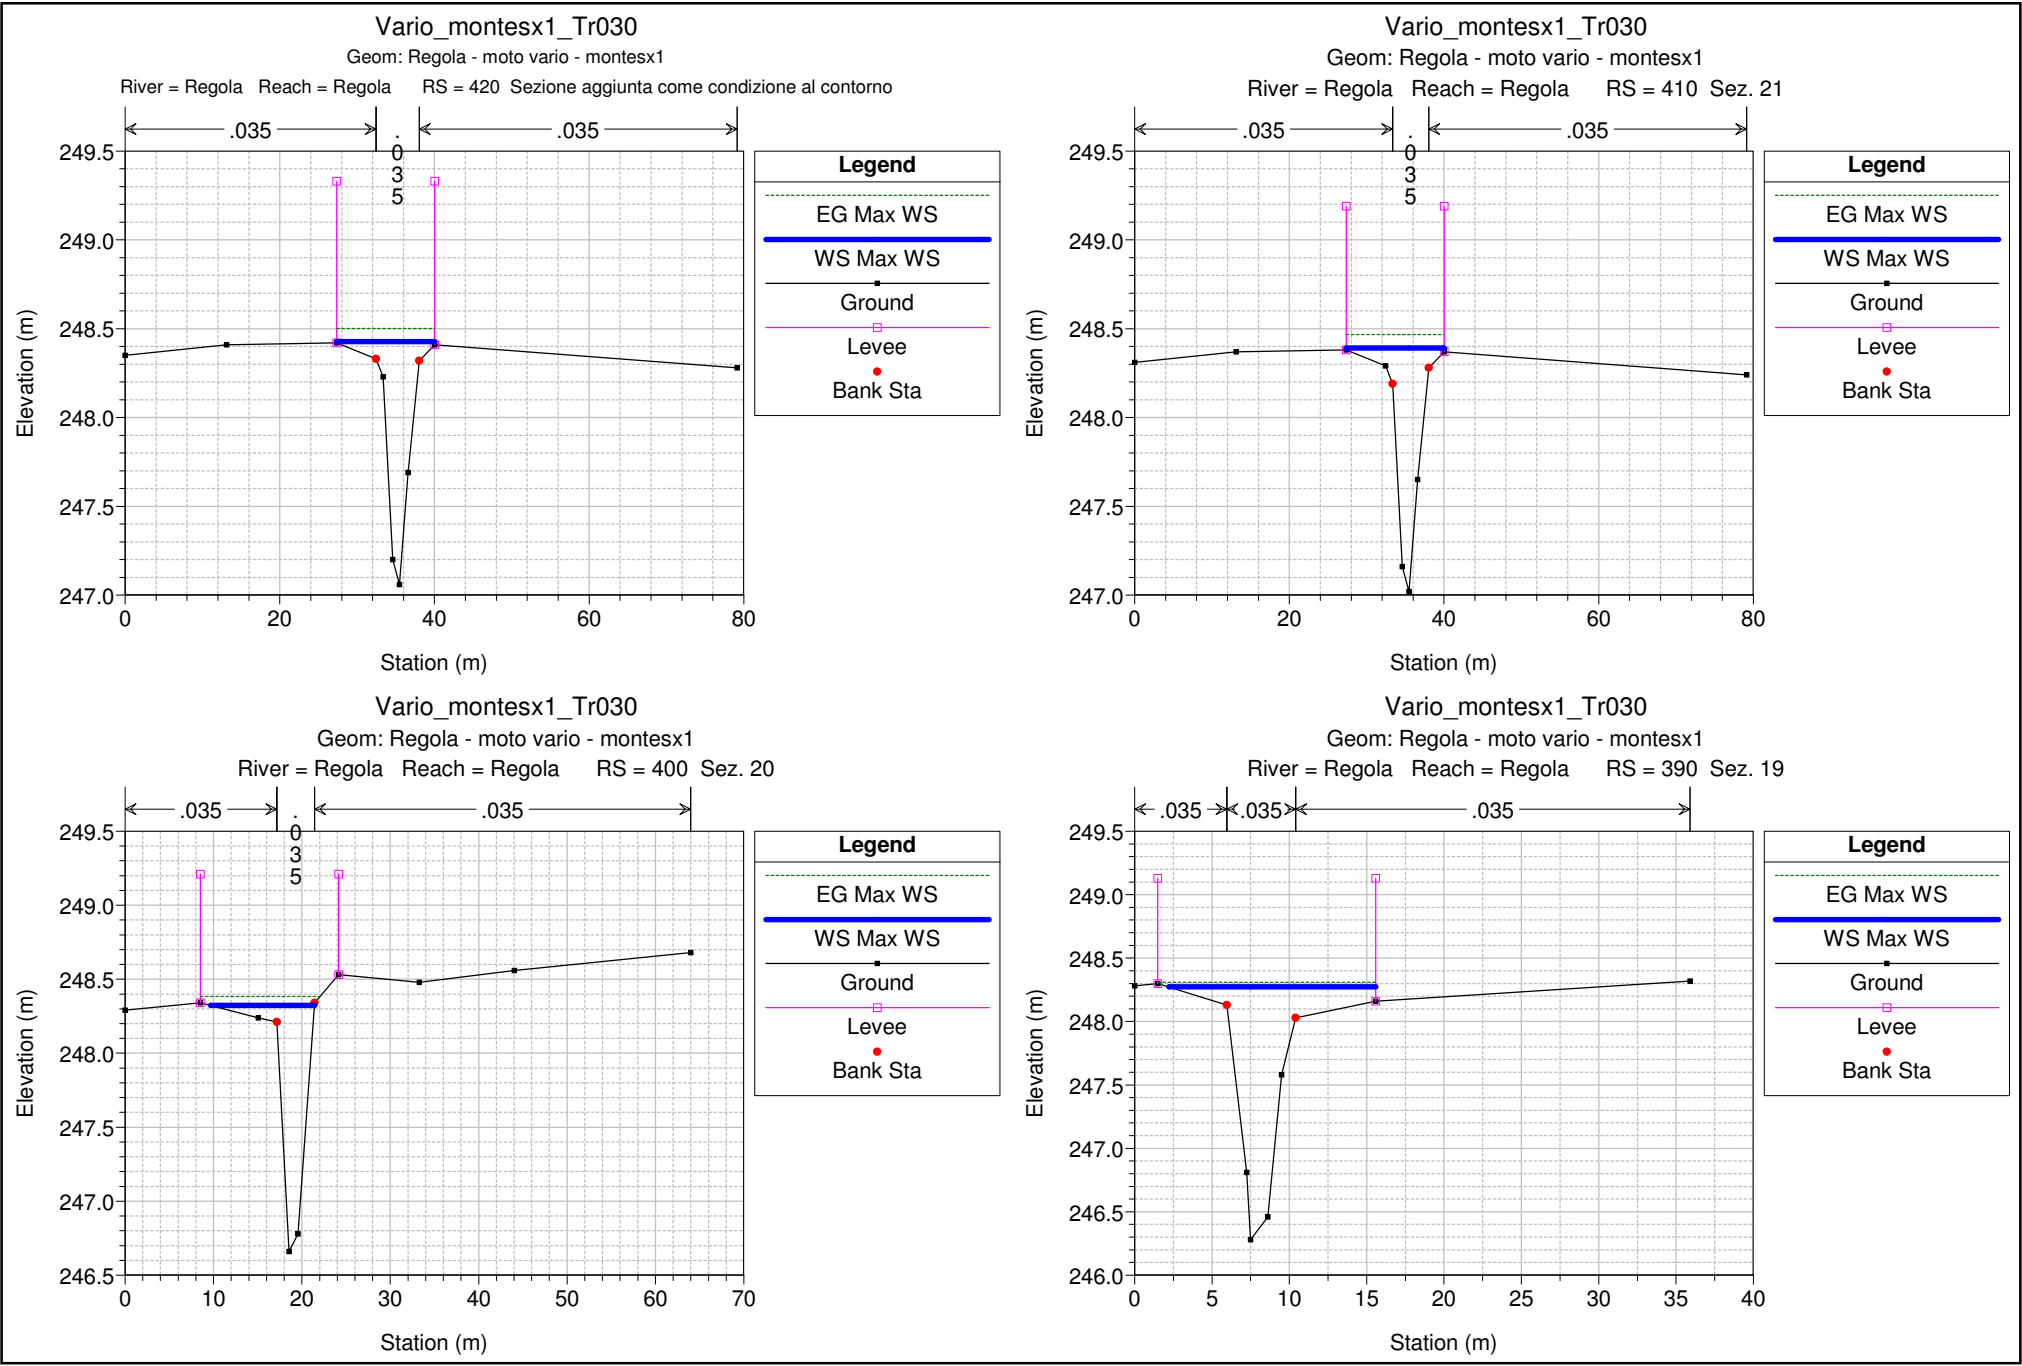 Vario_montesx1_Tr030
Geom: Regola - moto vario - montesx1
River = Regola Reach = Regola RS = 420 Sezione aggiunta come condizione al contorno
.035
.035
.035
249.5
249.0
248.5
248.0
247.5
247.0
Elevation (m)
0 20 40 60 80
Station (m)
Legend
EG Max WS
WS Max WS
Ground
Levee
Bank Sta
Vario_montesx1_Tr030
Geom: Regola - moto vario - montesx1
River = Regola Reach = Regola RS = 410 Sez. 21
.035
.035
.035
249.5
249.0
248.5
248.0
247.5
247.0
Elevation (m)
0 20 40 60 80
Station (m)
Legend
EG Max WS
WS Max WS
Ground
Levee
Bank Sta
Vario_montesx1_Tr030
Geom: Regola - moto vario - montesx1
River = Regola Reach = Regola RS = 400 Sez. 20
.035
.035
.035
249.5
249.0
248.5
248.0
247.5
247.0
246.5
Elevation (m)
0 10 20 30 40 50 60 70
Station (m)
Legend
EG Max WS
WS Max WS
Ground
Levee
Bank Sta
Vario_montesx1_Tr030
Geom: Regola - moto vario - montesx1
River = Regola Reach = Regola RS = 390 Sez. 19
.035
.035
.035
249.5
249.0
248.5
248.0
247.5
247.0
246.5
246.0
Elevation (m)
0 5 10 15 20 25 30 35 40
Station (m)
Legend
EG Max WS
WS Max WS
Ground
Levee
Bank Sta